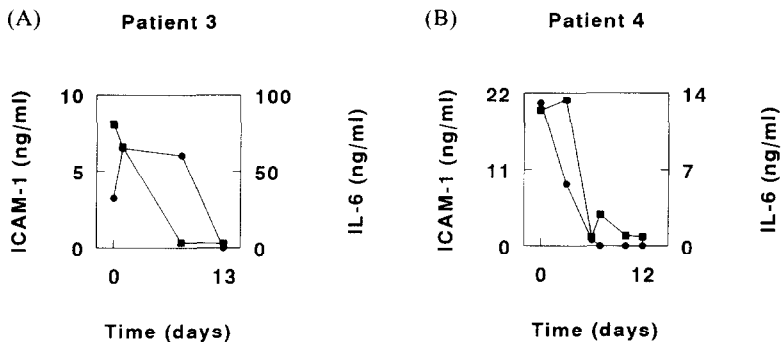 (A)
Patient 3
ICAM-1 (ng/ml)
10
5
0
100
50
0
IL-6 (ng/ml)
0
13
Time (days)
(B)
Patient 4
ICAM-1 (ng/ml)
22
11
0
14
7
0
IL-6 (ng/ml)
0
12
Time (days)